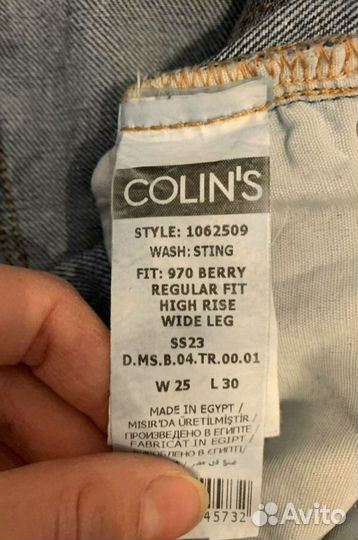 COLIN'S
STYLE: 1062509
WASH: STING
FIT: 970 BERRY
REGULAR FIT
HIGH RISE
WIDE LEG
SS23
D.MS.B.04.TR.00.01
W 25 L 30
MADE IN EGYPT /
MISIR'DA ÜRETİLMİŞTİR /
ПРОИЗВЕДЕНО В ЕГИПТЕ /
FABRICAT IN EGIPT /
45732
Avito